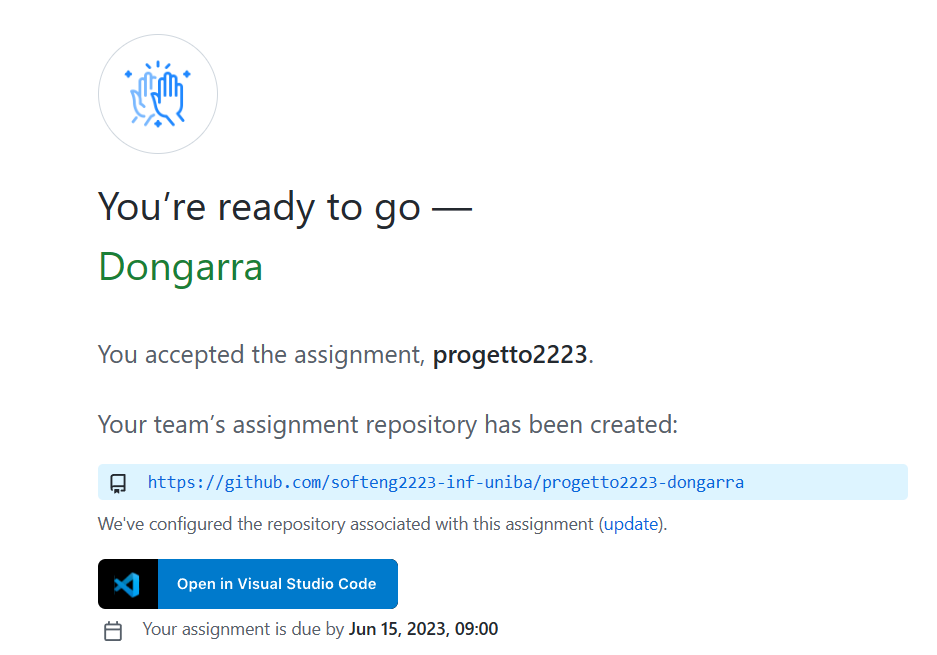 You’re ready to go —
Dongarra
You accepted the assignment, progetto2223.
Your team’s assignment repository has been created:
https://github.com/softeng2223-inf-uniba/progetto2223-dongarra
We've configured the repository associated with this assignment (update).
Open in Visual Studio Code
Your assignment is due by Jun 15, 2023, 09:00